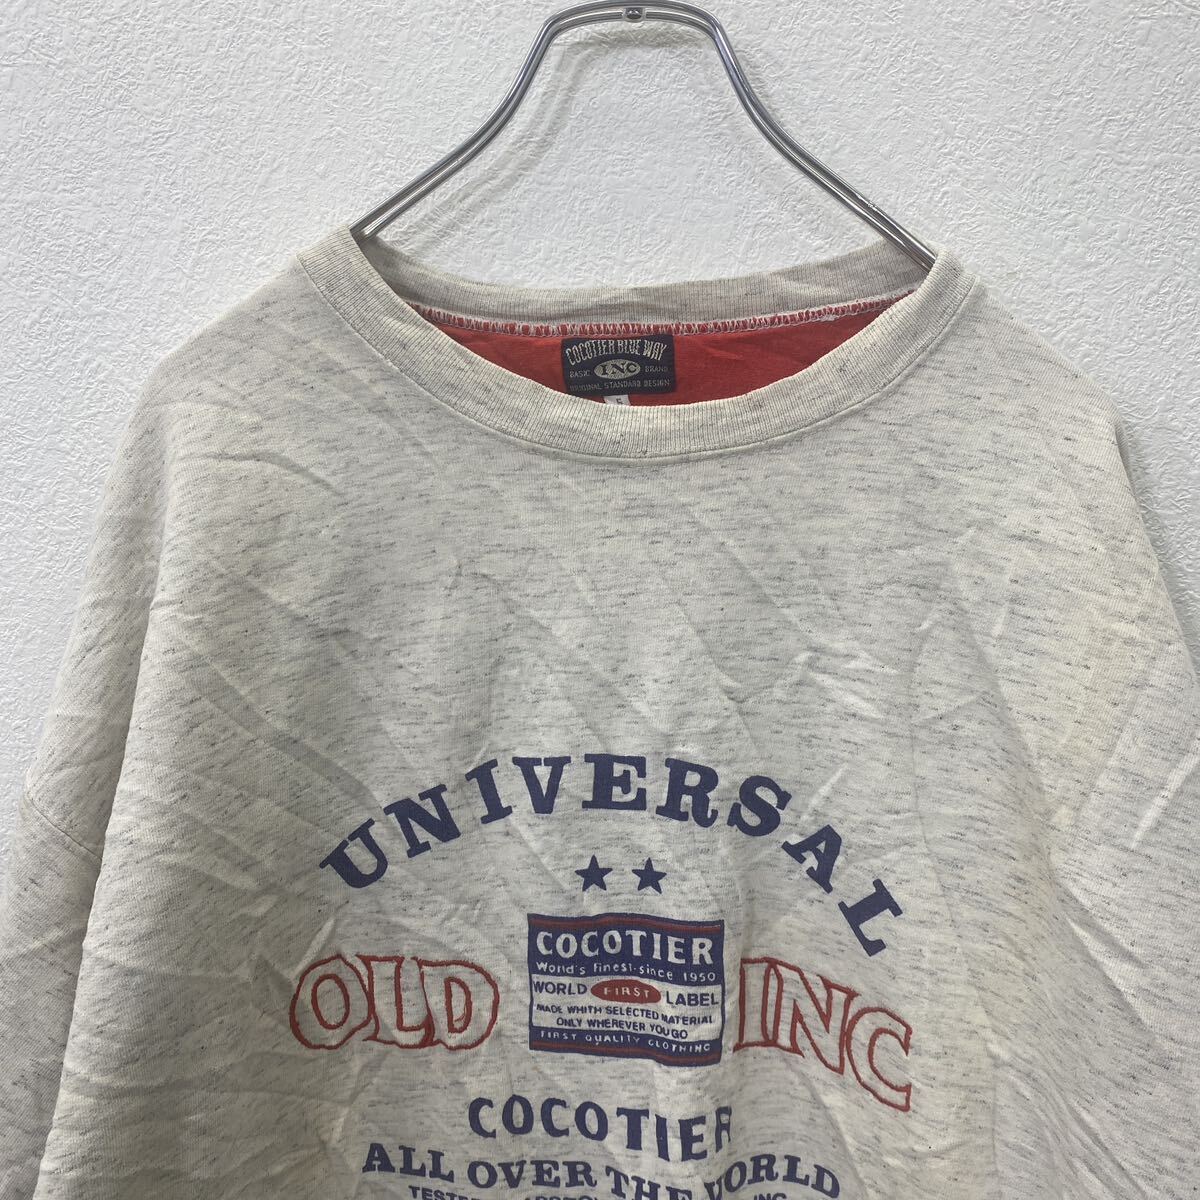 COCOTIER BLUE WAY
BASIC INC BRAND
ORIGINAL STANDARD DESIGN
UNIVERSAL
COCOTIER
World's finest-since 1950
WORLD FIRST LABEL
MADE WHITH SELECTED MATERIAL
ONLY WHEREVER YOU GO
FIRST QUALITY CLOTHING
OLD INC
COCOTIER
ALL OVER THE WORLD